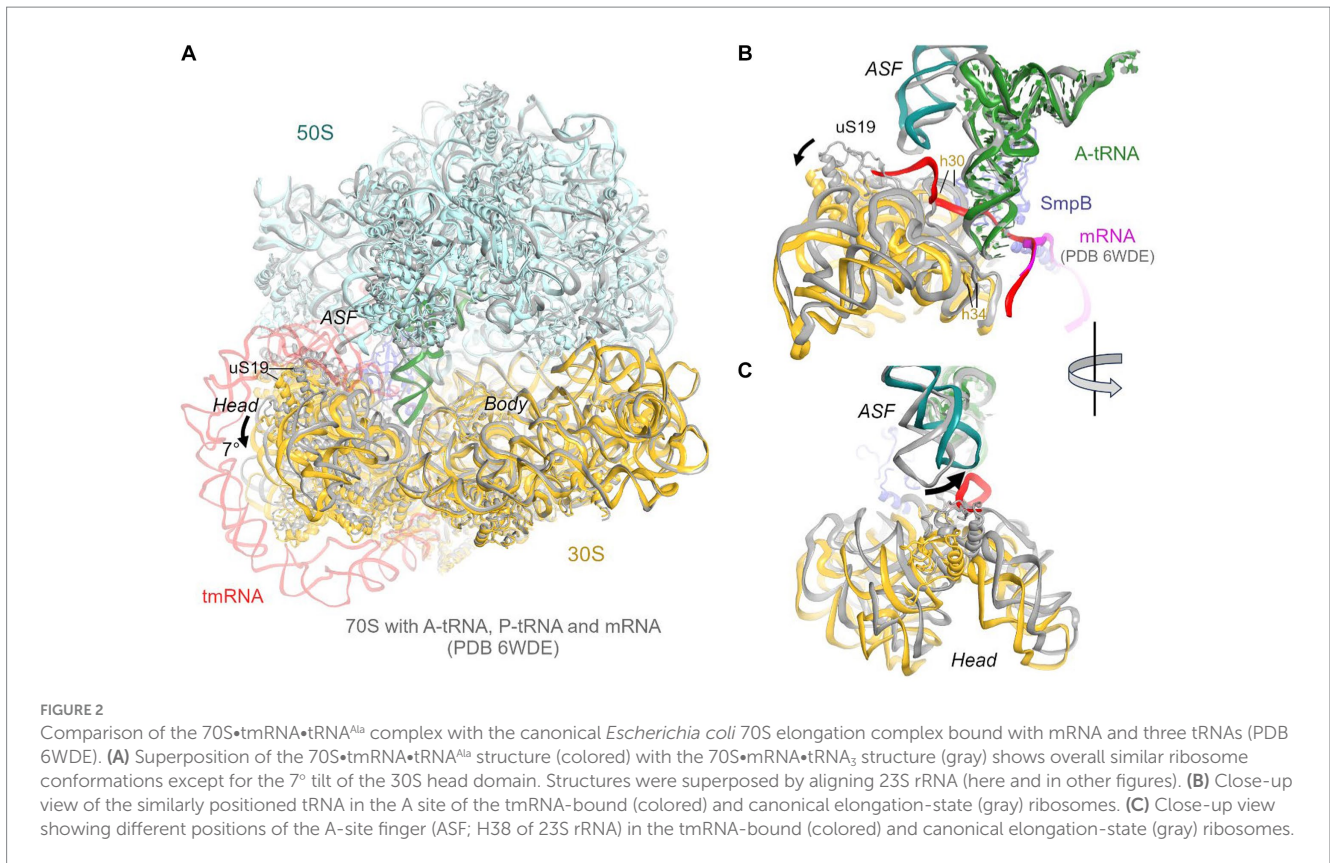 A
50S
ASF
uS19
Head
7°
Body
30S
tmRNA
70S with A-tRNA, P-tRNA and mRNA
(PDB 6WDE)
B
ASF
uS19
h30
A-tRNA
SmpB
mRNA
(PDB 6WDE)
h34
C
ASF
Head
FIGURE 2
Comparison of the 70S•tmRNA•tRNAᴬˡᵃ complex with the canonical Escherichia coli 70S elongation complex bound with mRNA and three tRNAs (PDB
6WDE). (A) Superposition of the 70S•tmRNA•tRNAᴬˡᵃ structure (colored) with the 70S•mRNA•tRNA₃ structure (gray) shows overall similar ribosome
conformations except for the 7° tilt of the 30S head domain. Structures were superposed by aligning 23S rRNA (here and in other figures). (B) Close-up
view of the similarly positioned tRNA in the A site of the tmRNA-bound (colored) and canonical elongation-state (gray) ribosomes. (C) Close-up view
showing different positions of the A-site finger (ASF; H38 of 23S rRNA) in the tmRNA-bound (colored) and canonical elongation-state (gray) ribosomes.